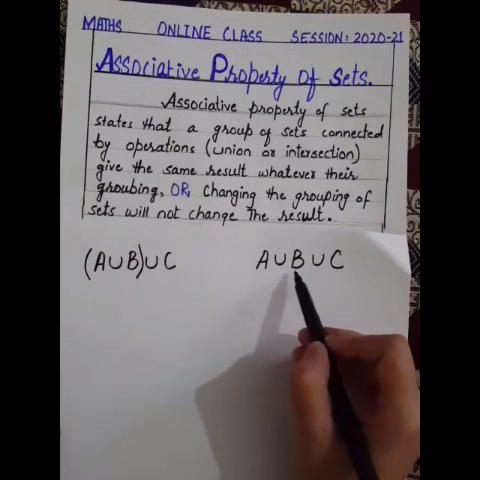 MATHS ONLINE CLASS SESSION: 2020-21
Associative Property Of Sets.
Associative property of sets
states that a group of sets connected
by operations (union or intersection)
give the same result whatever their
groubing, OR, Changing the grouping of
sets will not change the result.
(A∪B)∪C A∪B∪C